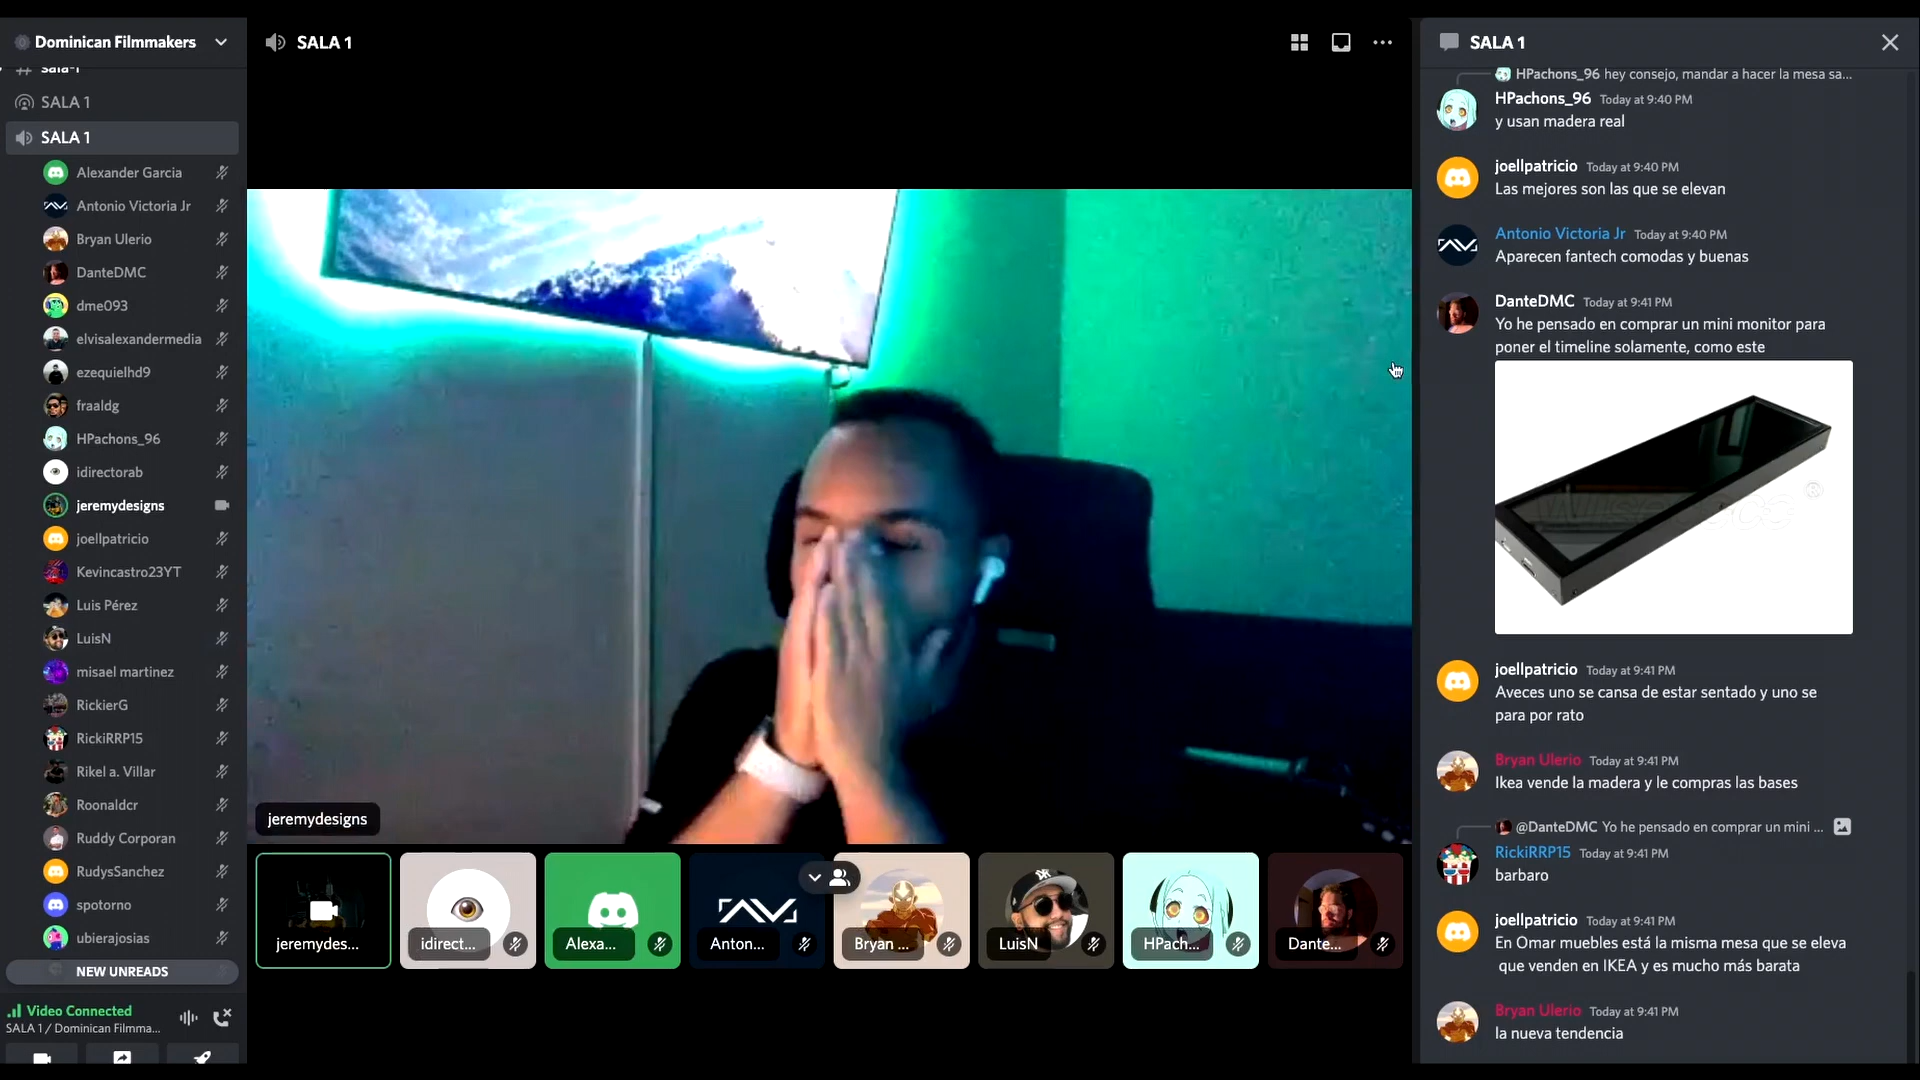 Dominican Filmmakers
sala-1
SALA 1
SALA 1
Alexander Garcia
Antonio Victoria Jr
Bryan Ulerio
DanteDMC
dme093
elvisalexandermedia
ezequielhd9
fraaldg
HPachons_96
idirectorab
jeremydesigns
joellpatricio
Kevincastro23YT
Luis Pérez
LuisN
misael martinez
RickierG
RickiRRP15
Rikel a. Villar
Roonaldcr
Ruddy Corporan
RudysSanchez
spotorno
ubierajosias
NEW UNREADS
Video Connected
SALA 1 / Dominican Filmma...
SALA 1
jeremydesigns
jeremydes...
idirect...
Alexa...
Anton...
Bryan ...
LuisN
HPach...
Dante...
SALA 1
HPachons_96 hey consejo, mandar a hacer la mesa sa...
HPachons_96 Today at 9:40 PM
y usan madera real
joellpatricio Today at 9:40 PM
Las mejores son las que se elevan
Antonio Victoria Jr Today at 9:40 PM
Aparecen fantech comodas y buenas
DanteDMC Today at 9:41 PM
Yo he pensado en comprar un mini monitor para
poner el timeline solamente, como este
joellpatricio Today at 9:41 PM
Aveces uno se cansa de estar sentado y uno se
para por rato
Bryan Ulerio Today at 9:41 PM
Ikea vende la madera y le compras las bases
@DanteDMC Yo he pensado en comprar un mini ...
RickiRRP15 Today at 9:41 PM
barbaro
joellpatricio Today at 9:41 PM
En Omar muebles está la misma mesa que se eleva
que venden en IKEA y es mucho más barata
Bryan Ulerio Today at 9:41 PM
la nueva tendencia